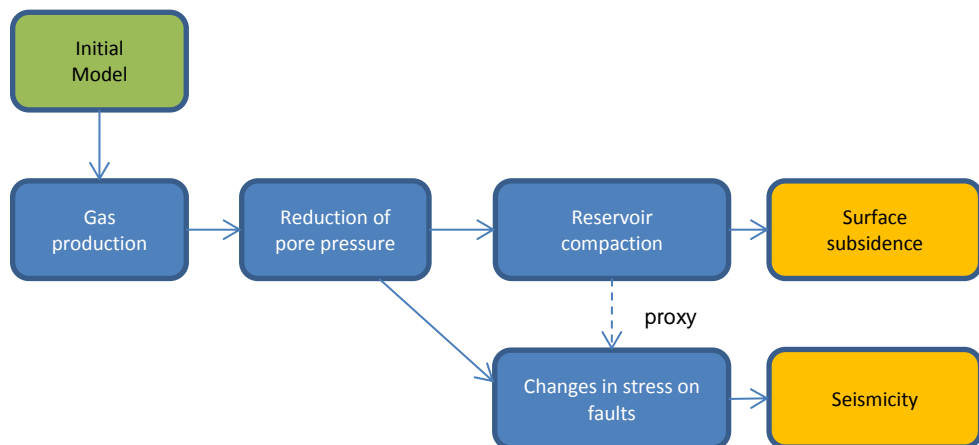 Initial
Model
Gas
production
Reduction of
pore pressure
Reservoir
compaction
Surface
subsidence
proxy
Changes in stress on
faults
Seismicity